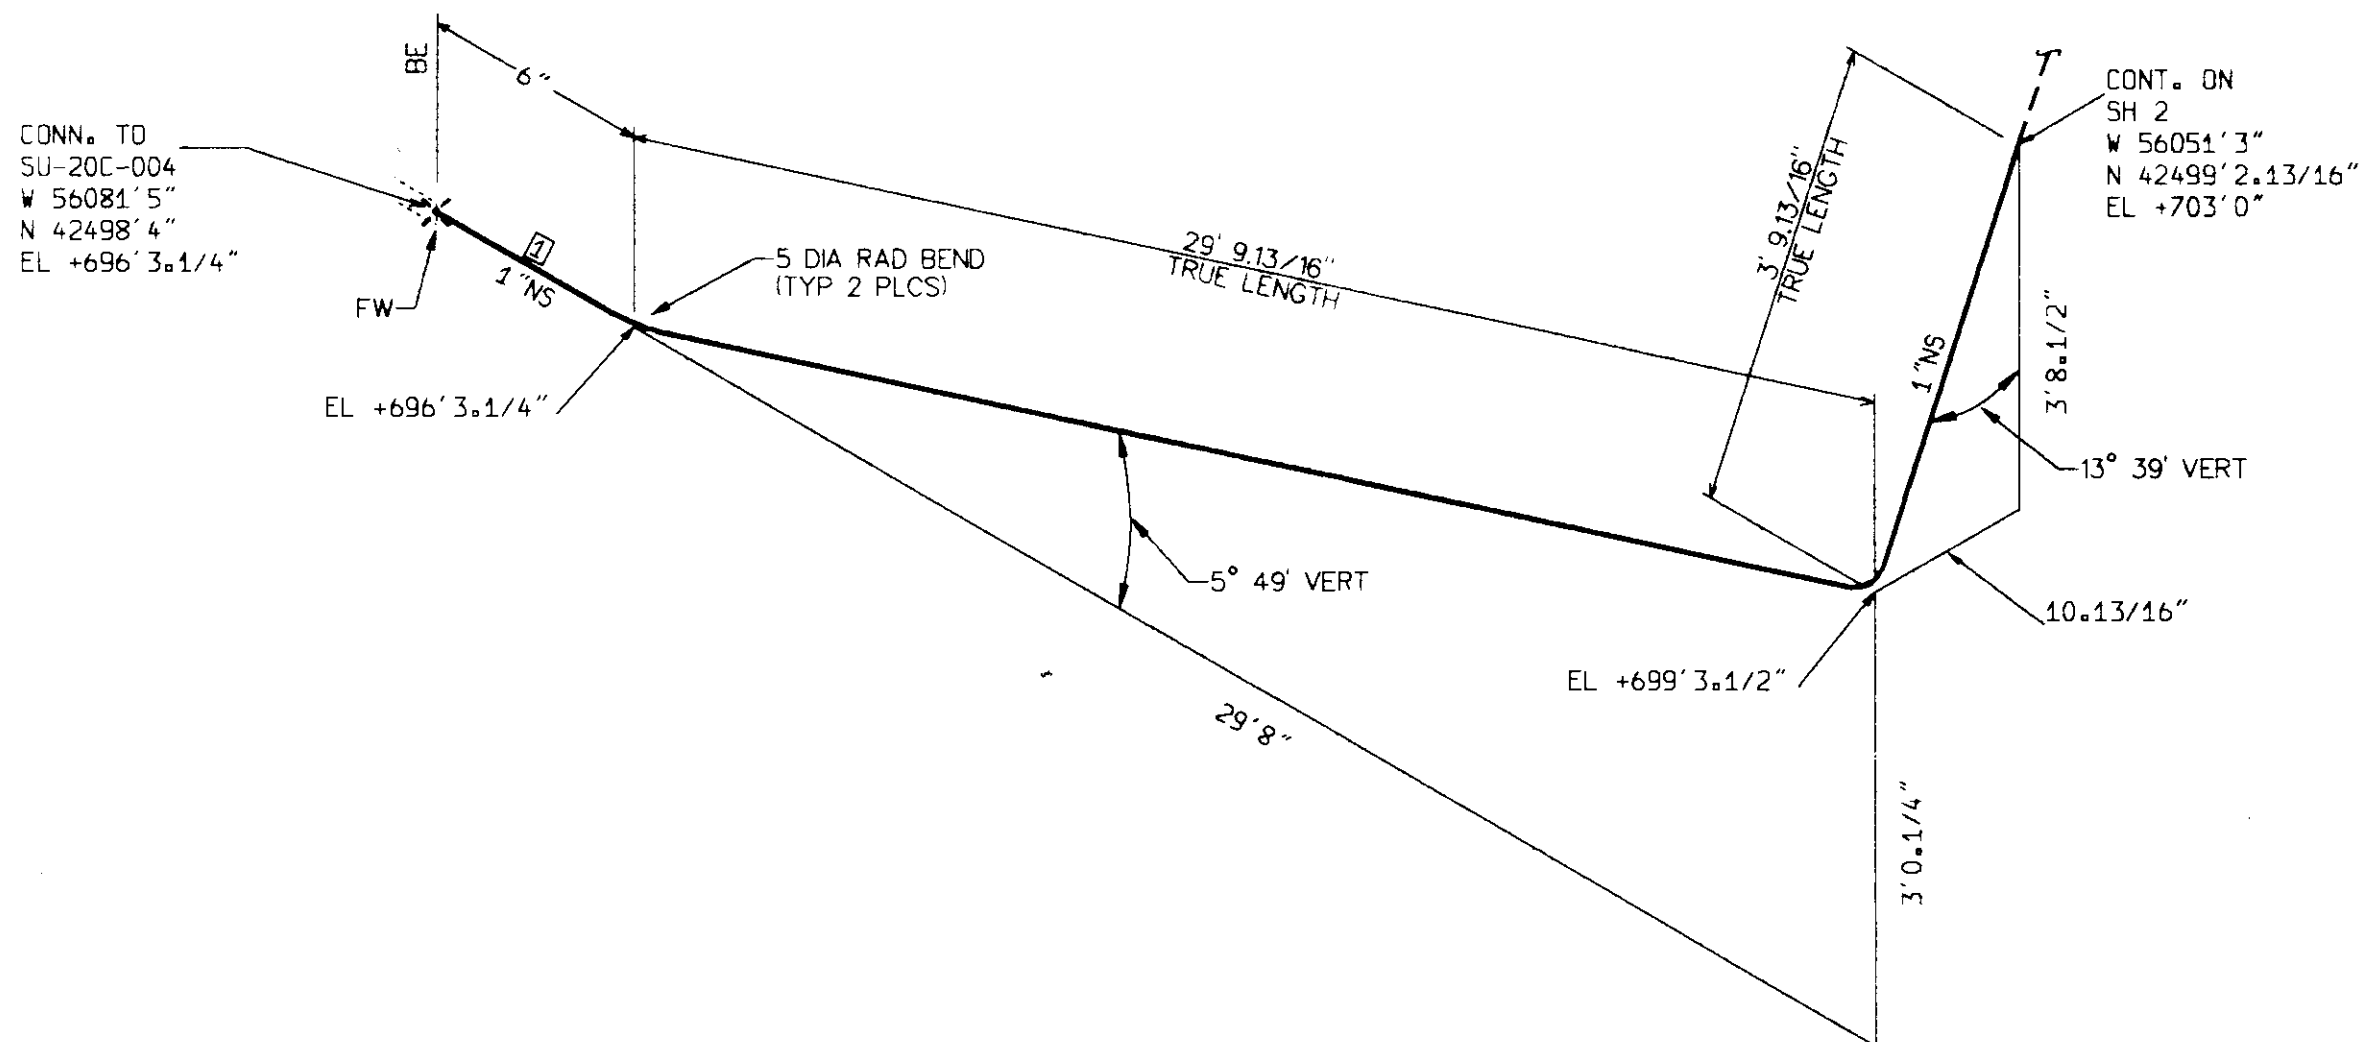 BE
6"
CONN. TO
SU-20C-004
W 56081'5"
N 42498'4"
EL +696'3.1/4"
FW
1
1"NS
5 DIA RAD BEND
(TYP 2 PLCS)
EL +696'3.1/4"
29' 9.13/16"
TRUE LENGTH
5° 49' VERT
29'8"
3' 9.13/16"
TRUE LENGTH
CONT. ON
SH 2
W 56051'3"
N 42499'2.13/16"
EL +703'0"
1"NS
3'8.1/2"
13° 39' VERT
10.13/16"
EL +699'3.1/2"
3'0.1/4"